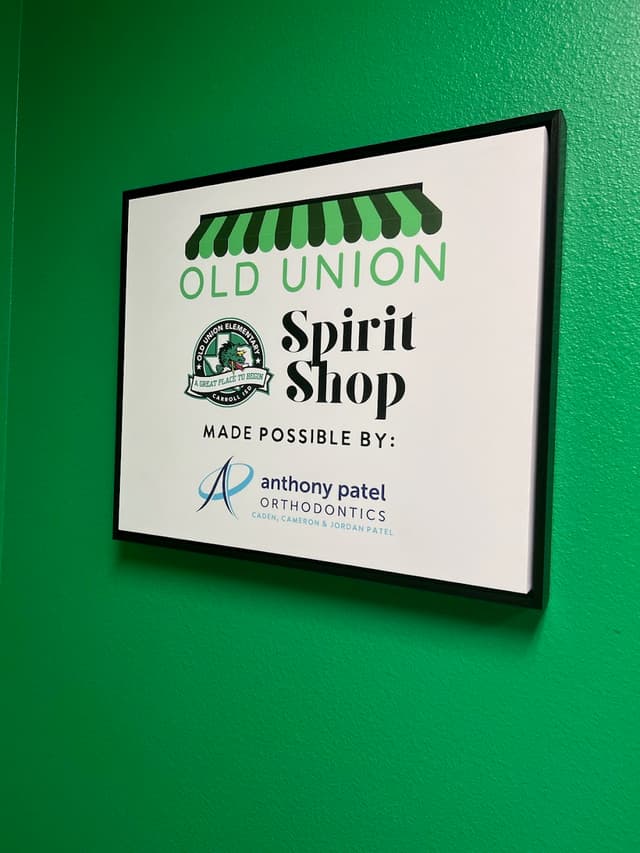 OLD UNION
Spirit
Shop
OLD UNION ELEMENTARY
A GREAT PLACE TO BEGIN
CARROLL ISD
MADE POSSIBLE BY:
anthony patel
ORTHODONTICS
CADEN, CAMERON & JORDAN PATEL